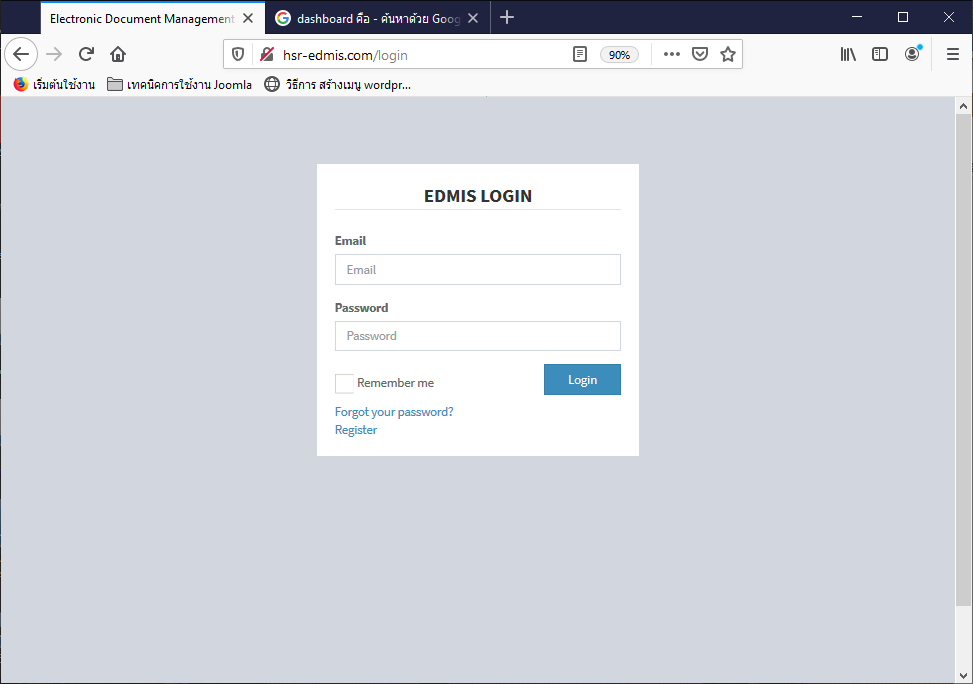 Electronic Document Management
dashboard คือ - ค้นหาด้วย Goog
hsr-edmis.com/login
90%
เริ่มต้นใช้งาน
เทคนิคการใช้งาน Joomla
วิธีการ สร้างเมนู wordpr...
EDMIS LOGIN
Email
Email
Password
Password
Remember me
Login
Forgot your password?
Register